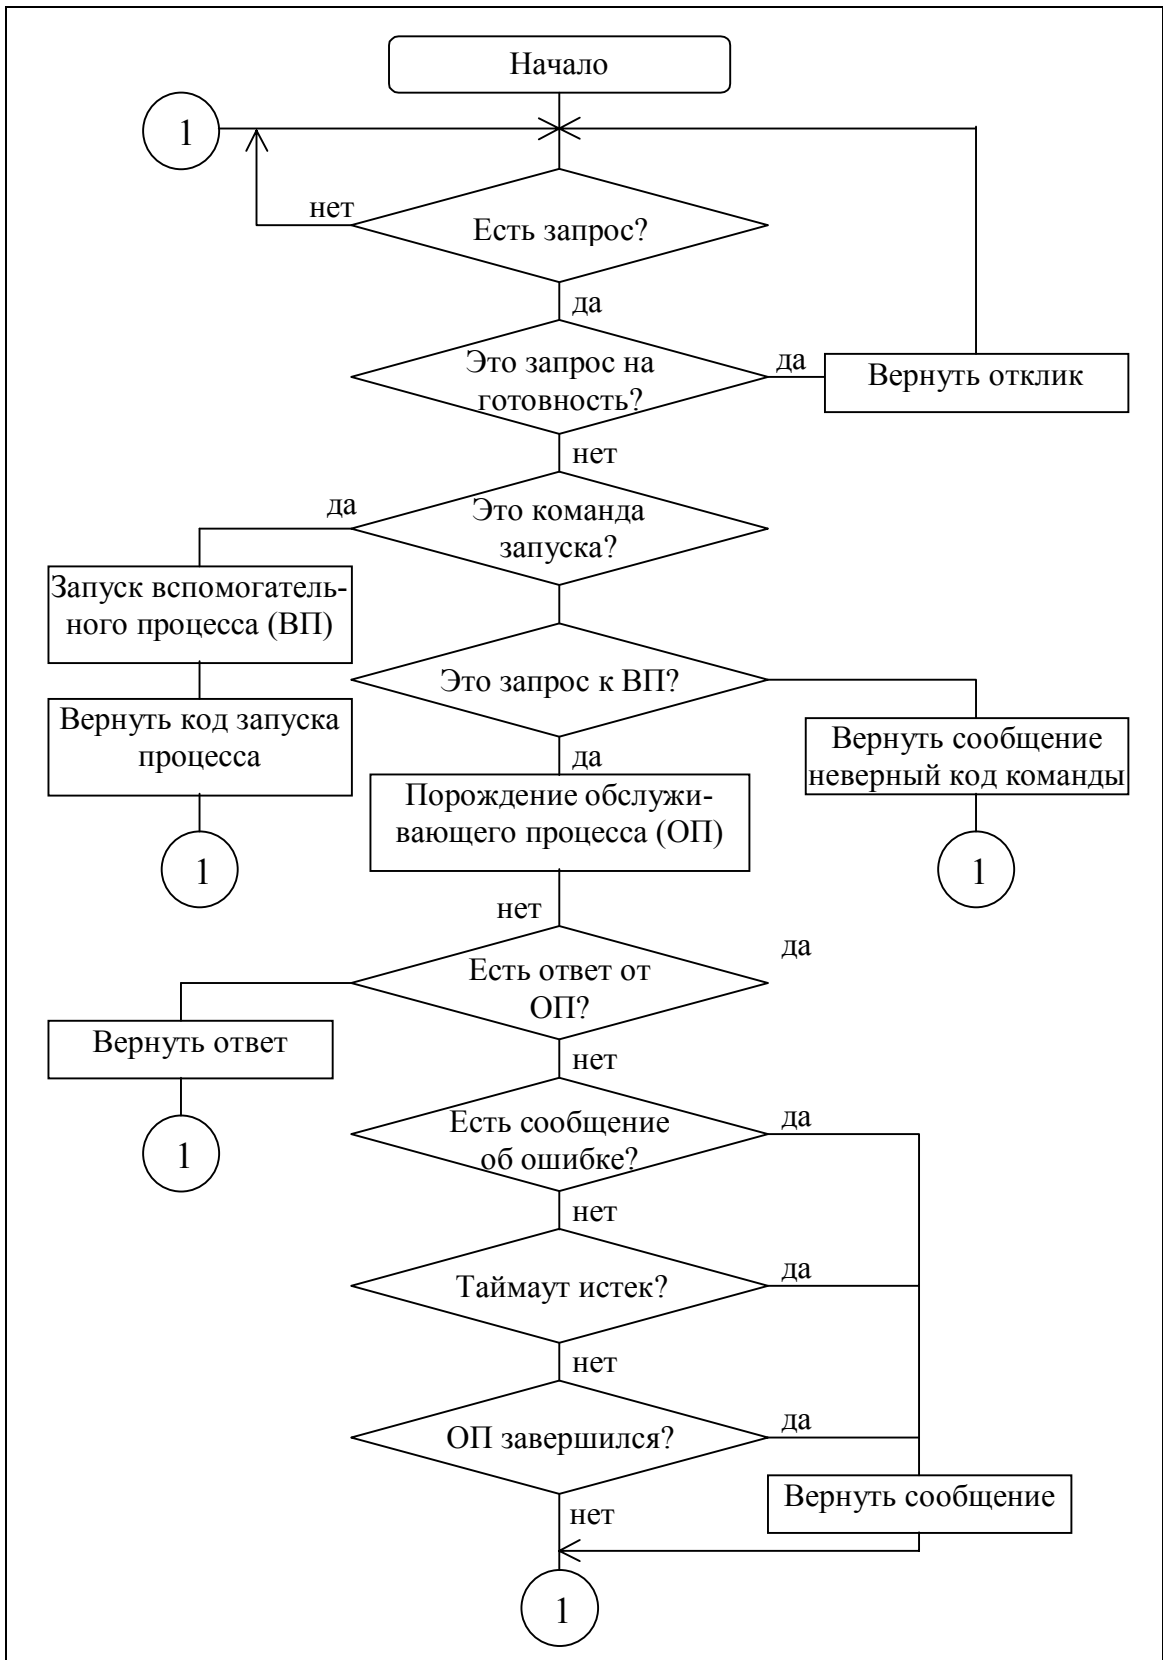 Начало
1
нет
Есть запрос?
да
Это запрос на
готовность?
да
Вернуть отклик
нет
да
Это команда
запуска?
Запуск вспомогатель-
ного процесса (ВП)
Это запрос к ВП?
Вернуть код запуска
процесса
Вернуть сообщение
неверный код команды
да
Порождение обслужи-
вающего процесса (ОП)
1
1
нет
да
Есть ответ от
ОП?
Вернуть ответ
нет
1
Есть сообщение
об ошибке?
да
нет
Таймаут истек?
да
нет
ОП завершился?
да
Вернуть сообщение
нет
1